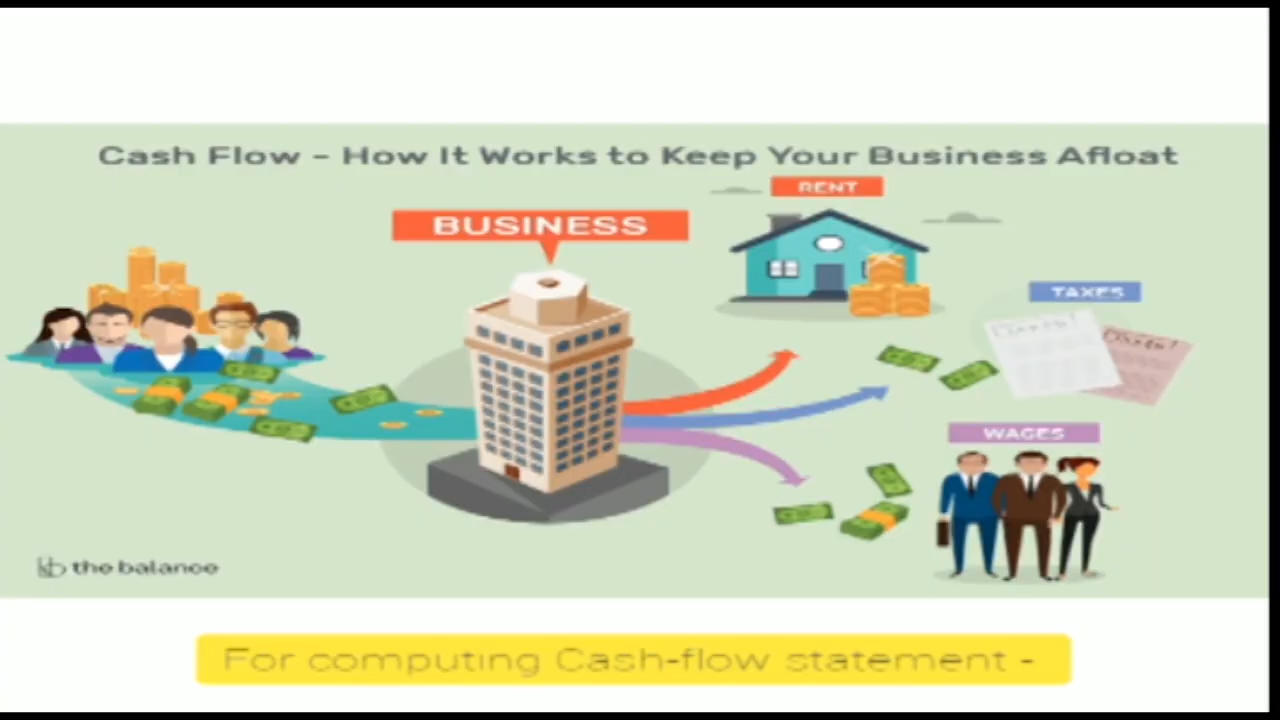 Cash Flow - How It Works to Keep Your Business Afloat
RENT
BUSINESS
TAXES
WAGES
the balance
For computing Cash-flow statement -